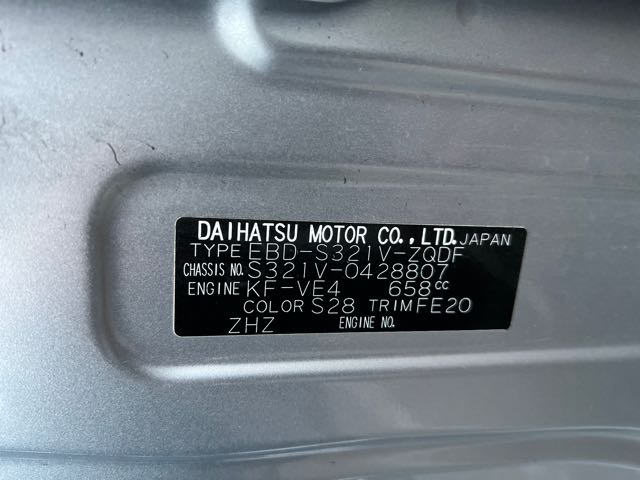 DAIHATSU MOTOR CO., LTD. JAPAN
TYPE EBD-S321V-ZQDF
CHASSIS NO. S321V-0428807
ENGINE KF-VE4 658cc
COLOR S28 TRIM FE20
ZHZ ENGINE NO.